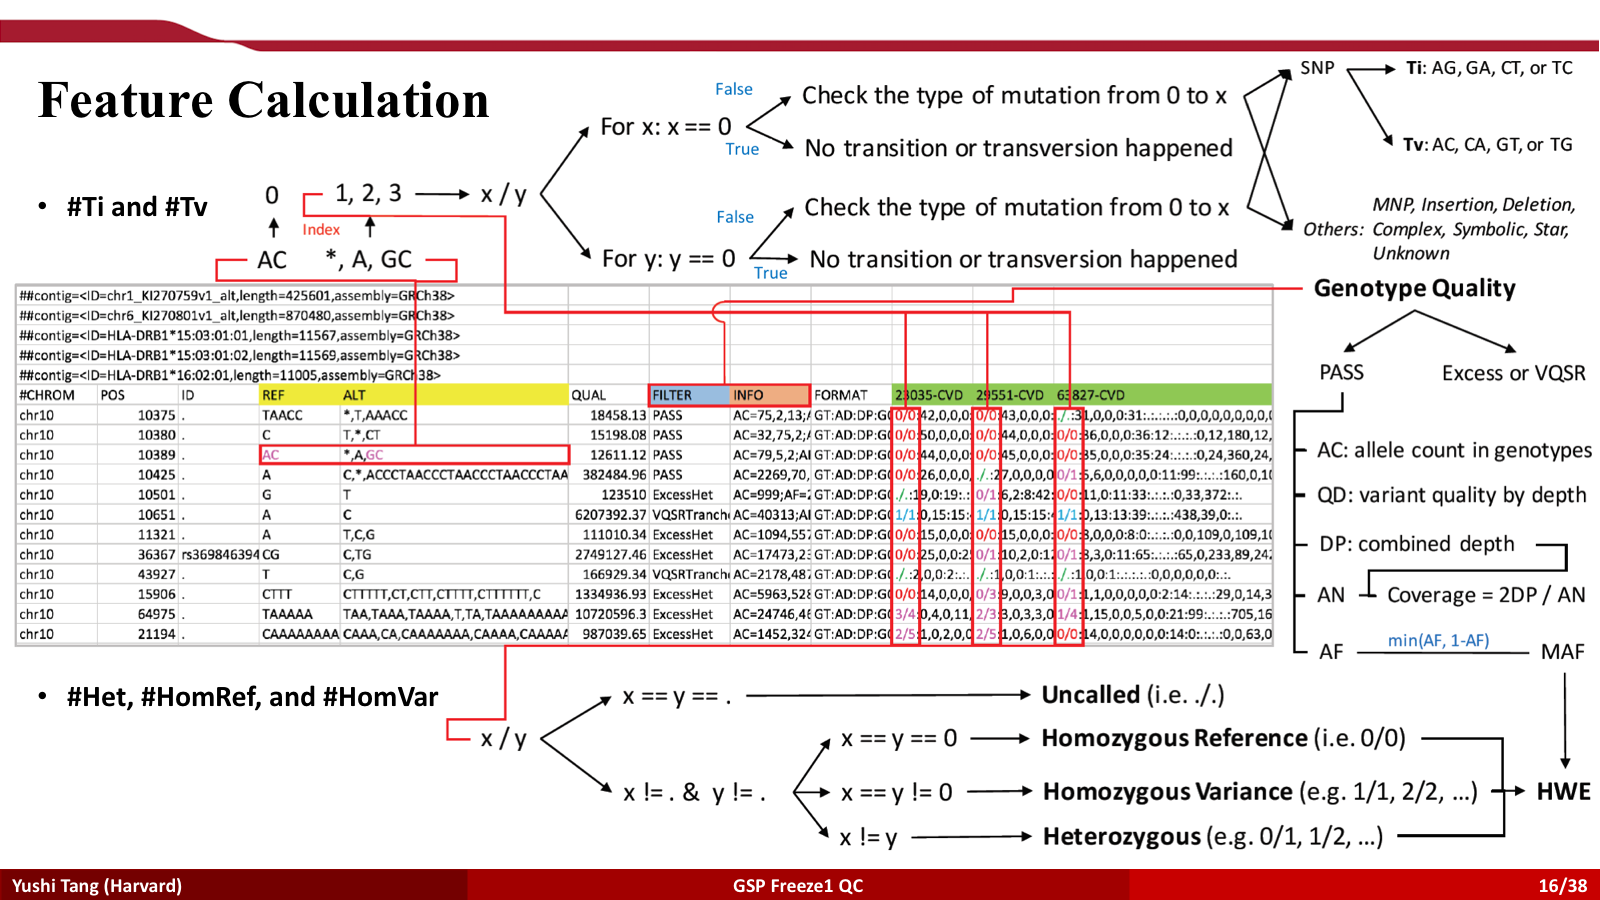 Feature Calculation
• #Ti and #Tv
0 1, 2, 3 x / y
Index
AC *, A, GC
For x: x == 0
False
True
Check the type of mutation from 0 to x
No transition or transversion happened
For y: y == 0
False
True
Check the type of mutation from 0 to x
No transition or transversion happened
SNP
Ti: AG, GA, CT, or TC
Tv: AC, CA, GT, or TG
Others: MNP, Insertion, Deletion,
Complex, Symbolic, Star,
Unknown
##contig=<ID=chr1_KI270759v1_alt,length=425601,assembly=GRCh38>
##contig=<ID=chr6_KI270801v1_alt,length=870480,assembly=GRCh38>
##contig=<ID=HLA-DRB1*15:03:01:01,length=11567,assembly=GRCh38>
##contig=<ID=HLA-DRB1*15:03:01:02,length=11569,assembly=GRCh38>
##contig=<ID=HLA-DRB1*16:02:01,length=11005,assembly=GRCh38>
#CHROM POS ID REF ALT QUAL FILTER INFO FORMAT 23035-CVD 29551-CVD 63827-CVD
chr10 10375 . TAACC *,T,AAACC 18458.13 PASS AC=75,2,13; GT:AD:DP:G 0/0:42,0,0,0 0/0:43,0,0,0: ./.:31,0,0,0:31:.:.:.:.:0,0,0,0,0,0,0,0,
chr10 10380 . C T,*,CT 15198.08 PASS AC=32,75,2; GT:AD:DP:G 0/0:50,0,0,0 0/0:44,0,0,0 0/0:36,0,0,0:36:12:.:.:.:0,12,180,12,
chr10 10389 . AC *,A,GC 12611.12 PASS AC=79,5,2; GT:AD:DP:G 0/0:44,0,0,0 0/0:45,0,0,0 0/0:35,0,0,0:35:24:.:.:.:0,24,360,24,
chr10 10425 . A C,*,ACCCTAACCCTAACCCTAACCCTAA 382484.96 PASS AC=2269,70, GT:AD:DP:G 0/0:26,0,0,0 ./.:27,0,0,0,0 0/1:5,6,0,0,0,0:11:99:.:.:.:160,0,10
chr10 10501 . G T 123510 ExcessHet AC=999;AF= GT:AD:DP:G ./.:19,0:19:. 0/1:6,2:8:42: 0/0:11,0:11:33:.:.:.:0,33,372:.:.
chr10 10651 . A C 6207392.37 VQSRTranch AC=40313;A GT:AD:DP:G 1/1:0,15:15: 1/1:0,15:15: 1/1:0,13:13:39:.:.:.:438,39,0:.:.
chr10 11321 . A T,C,G 111010.34 ExcessHet AC=1094,557 GT:AD:DP:G 0/0:15,0,0,0 0/0:15,0,0,0 0/0:8,0,0,0:8:0:.:.:.:0,0,109,0,109,10
chr10 36367 rs369846394 CG C,TG 2749127.46 ExcessHet AC=17473,23 GT:AD:DP:G 0/0:25,0,0:25 0/1:10,2,0:12 0/1:8,3,0:11:65:.:.:.:65,0,233,89,242
chr10 43927 . T C,G 166929.34 VQSRTranch AC=2178,487 GT:AD:DP:G ./.:2,0,0:2:. ./.:1,0,0:1:. ./.:1,0,0:1:.:.:.:.:0,0,0,0,0,0:.:.
chr10 15906 . CTTT CTTTTT,CT,CTT,CTTTT,CTTTTTT,C 1334936.93 ExcessHet AC=5963,528 GT:AD:DP:G 0/0:14,0,0,0 0/3:9,0,0,3,0 0/1:1,1,0,0,0,0,0:2:14:.:.:.:29,0,14,3
chr10 64975 . TAAAAA TAA,TAAA,TAAAA,T,TA,TAAAAAAAAA 10720596.3 ExcessHet AC=24746,46 GT:AD:DP:G 3/4:0,4,0,11, 2/3:3,0,3,3,0 1/4:1,15,0,0,5,0,0:21:99:.:.:.:705,16
chr10 21194 . CAAAAAAAA CAAA,CA,CAAAAAAA,CAAAA,CAAAAA 987039.65 ExcessHet AC=1452,324 GT:AD:DP:G 2/5:1,0,2,0,0 2/5:1,0,6,0,0 0/0:14,0,0,0,0,0,0:14:0:.:.:.:0,0,63,0
Genotype Quality
PASS Excess or VQSR
AC: allele count in genotypes
QD: variant quality by depth
DP: combined depth
AN Coverage = 2DP / AN
AF min(AF, 1-AF) MAF
• #Het, #HomRef, and #HomVar
x / y
x == y == . Uncalled (i.e. ./.)
x != . & y != .
x == y == 0 Homozygous Reference (i.e. 0/0)
x == y != 0 Homozygous Variance (e.g. 1/1, 2/2, ...) HWE
x != y Heterozygous (e.g. 0/1, 1/2, ...)
Yushi Tang (Harvard) GSP Freeze1 QC 16/38